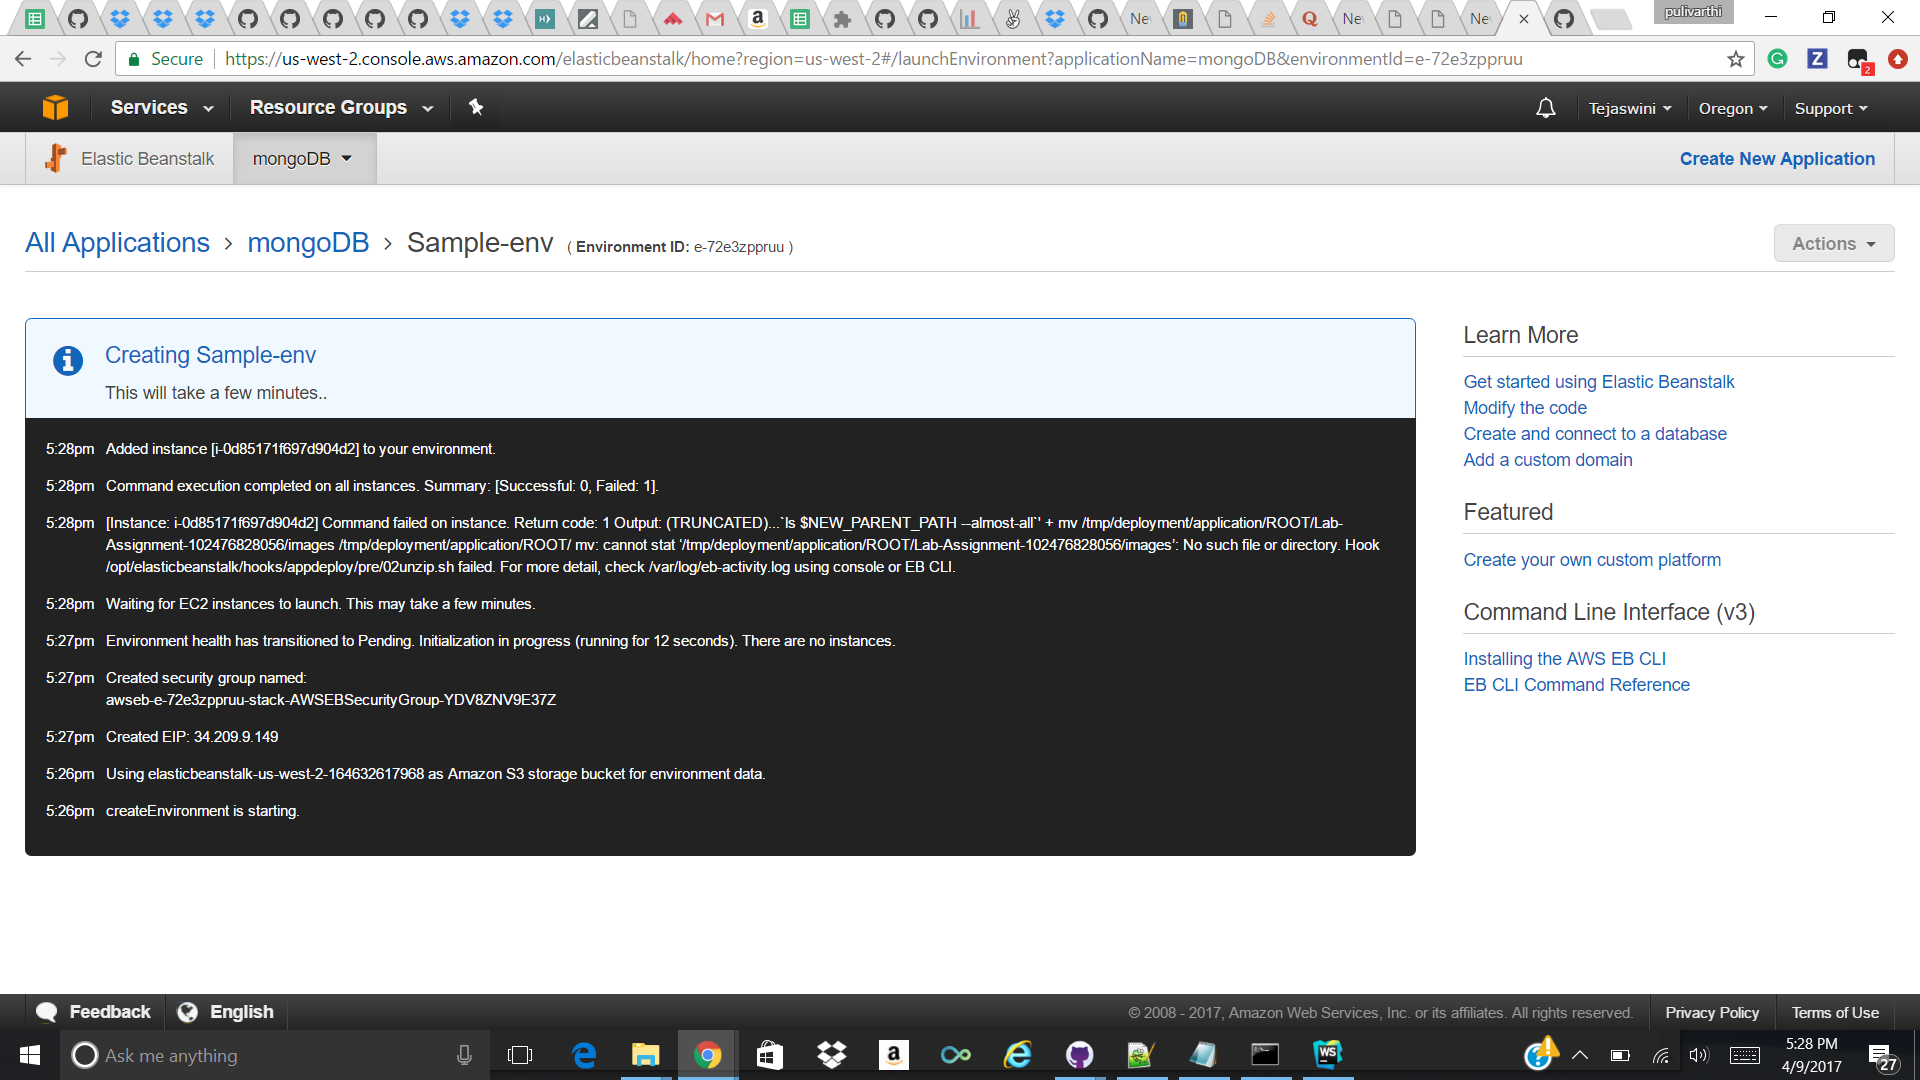 Ne
Ne
Ne
pulivarthi
Secure
https://us-west-2.console.aws.amazon.com/elasticbeanstalk/home?region=us-west-2#/launchEnvironment?applicationName=mongoDB&environmentId=e-72e3zppruu
2
Services
Resource Groups
Tejaswini
Oregon
Support
Elastic Beanstalk
mongoDB
Create New Application
All Applications › mongoDB › Sample-env ( Environment ID: e-72e3zppruu )
Actions
Creating Sample-env
This will take a few minutes..
5:28pm Added instance [i-0d85171f697d904d2] to your environment.
5:28pm Command execution completed on all instances. Summary: [Successful: 0, Failed: 1].
5:28pm [Instance: i-0d85171f697d904d2] Command failed on instance. Return code: 1 Output: (TRUNCATED)...`ls $NEW_PARENT_PATH --almost-all`' + mv /tmp/deployment/application/ROOT/Lab-
Assignment-102476828056/images /tmp/deployment/application/ROOT/ mv: cannot stat ‘/tmp/deployment/application/ROOT/Lab-Assignment-102476828056/images’: No such file or directory. Hook
/opt/elasticbeanstalk/hooks/appdeploy/pre/02unzip.sh failed. For more detail, check /var/log/eb-activity.log using console or EB CLI.
5:28pm Waiting for EC2 instances to launch. This may take a few minutes.
5:27pm Environment health has transitioned to Pending. Initialization in progress (running for 12 seconds). There are no instances.
5:27pm Created security group named:
awseb-e-72e3zppruu-stack-AWSEBSecurityGroup-YDV8ZNV9E37Z
5:27pm Created EIP: 34.209.9.149
5:26pm Using elasticbeanstalk-us-west-2-164632617968 as Amazon S3 storage bucket for environment data.
5:26pm createEnvironment is starting.
Learn More
Get started using Elastic Beanstalk
Modify the code
Create and connect to a database
Add a custom domain
Featured
Create your own custom platform
Command Line Interface (v3)
Installing the AWS EB CLI
EB CLI Command Reference
Feedback
English
© 2008 - 2017, Amazon Web Services, Inc. or its affiliates. All rights reserved.
Privacy Policy
Terms of Use
Ask me anything
WS
5:28 PM
4/9/2017
27